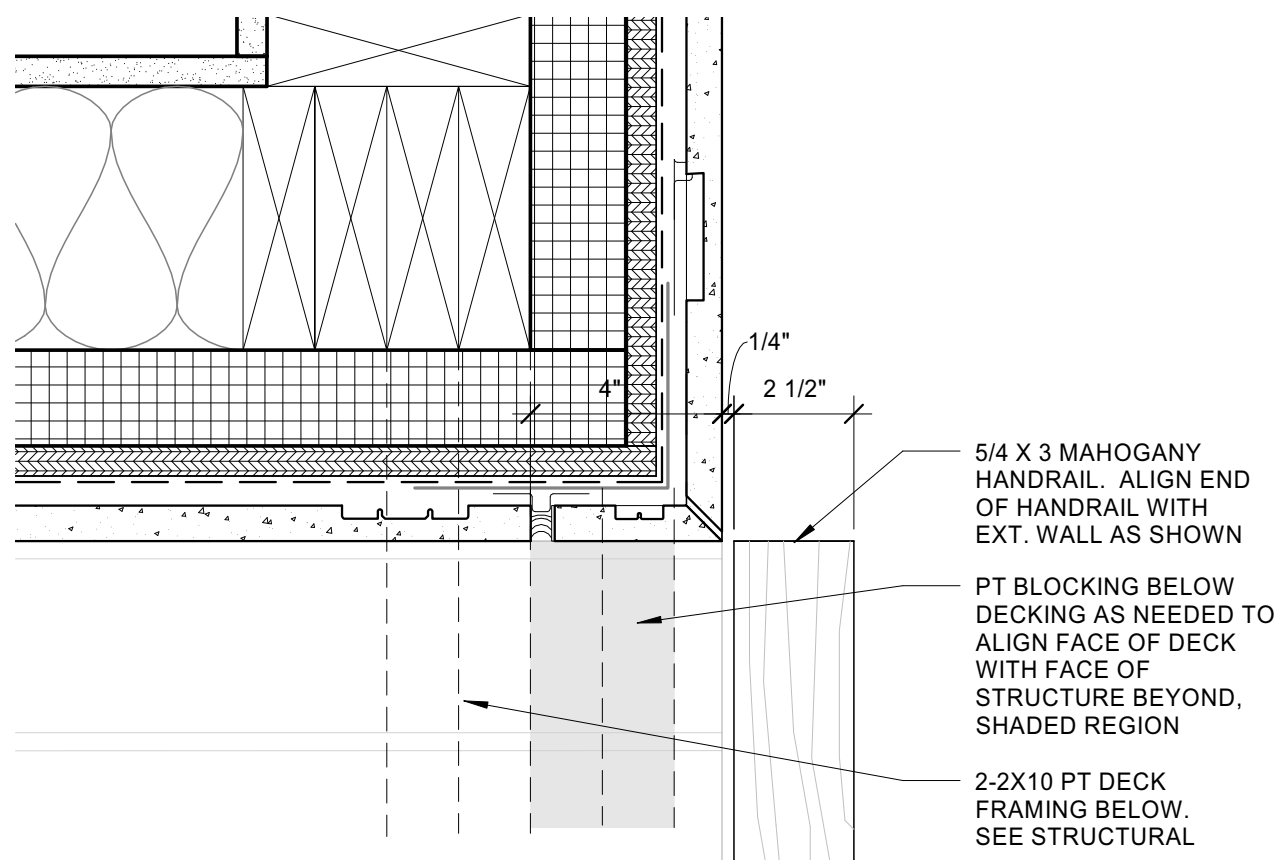 1/4"
4"
2 1/2"
5/4 X 3 MAHOGANY
HANDRAIL.  ALIGN END
OF HANDRAIL WITH
EXT. WALL AS SHOWN
PT BLOCKING BELOW
DECKING AS NEEDED TO
ALIGN FACE OF DECK
WITH FACE OF
STRUCTURE BEYOND,
SHADED REGION
2-2X10 PT DECK
FRAMING BELOW.
SEE STRUCTURAL